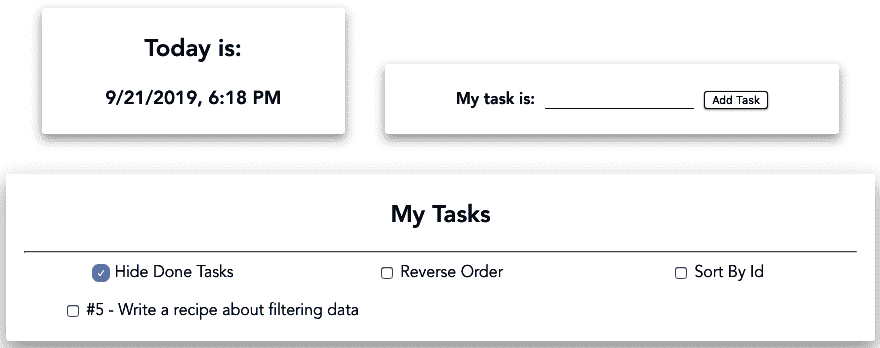 Today is:
9/21/2019, 6:18 PM
My task is:  Add Task
My Tasks
Hide Done Tasks  Reverse Order  Sort By Id
#5 - Write a recipe about filtering data